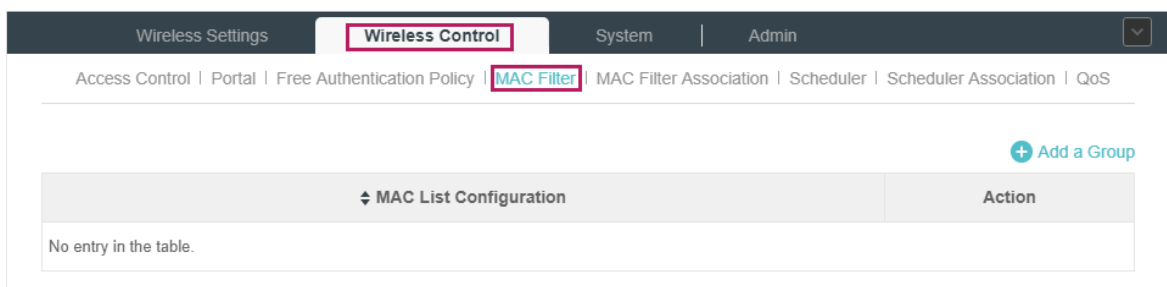 Wireless Settings Wireless Control System | Admin
Access Control | Portal | Free Authentication Policy | MAC Filter | MAC Filter Association | Scheduler | Scheduler Association | QoS
Add a Group
MAC List Configuration Action
No entry in the table.